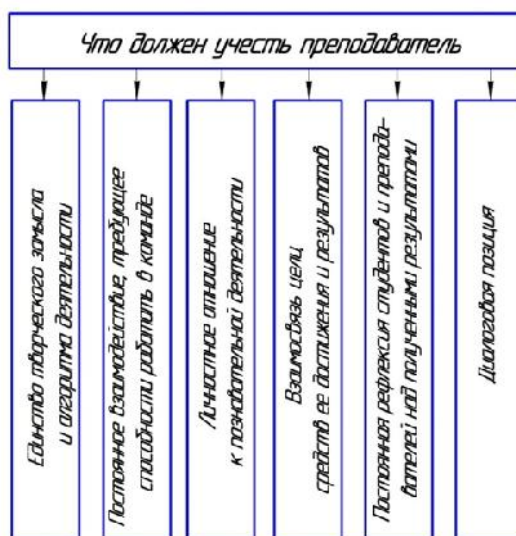 Что должен учесть преподаватель
Единство творческого замысла
и алгоритма деятельности
Постоянное взаимодействие, требующее
способности работать в команде
Личностное отношение
к познавательной деятельности
Взаимосвязь цели,
средств ее достижения и результатов
Постоянная рефлексия студентов и препода-
вателей над полученными результатами
Диалоговая позиция